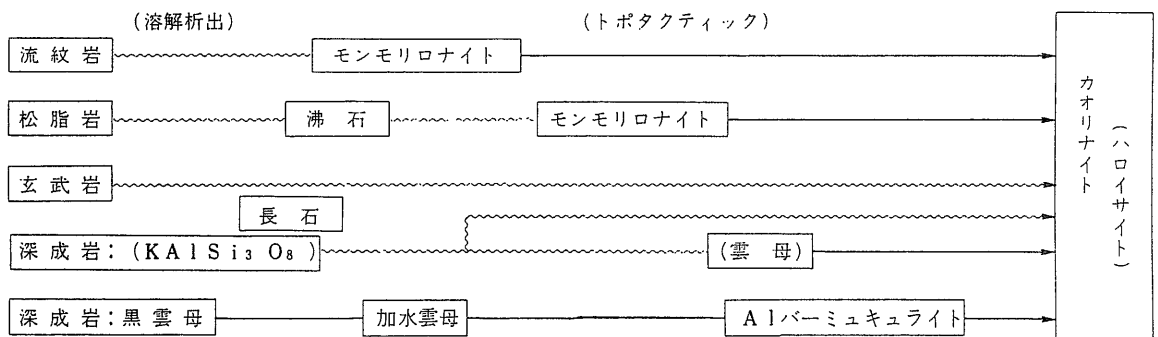 (溶解析出) (トポタクティック)
流紋岩 モンモリロナイト
松脂岩 沸石 モンモリロナイト
玄武岩
長石
深成岩:(KAlSi₃O₈) (雲母)
深成岩:黒雲母 加水雲母 Alバーミュキュライト
カオリナイト
(ハロイサイト)